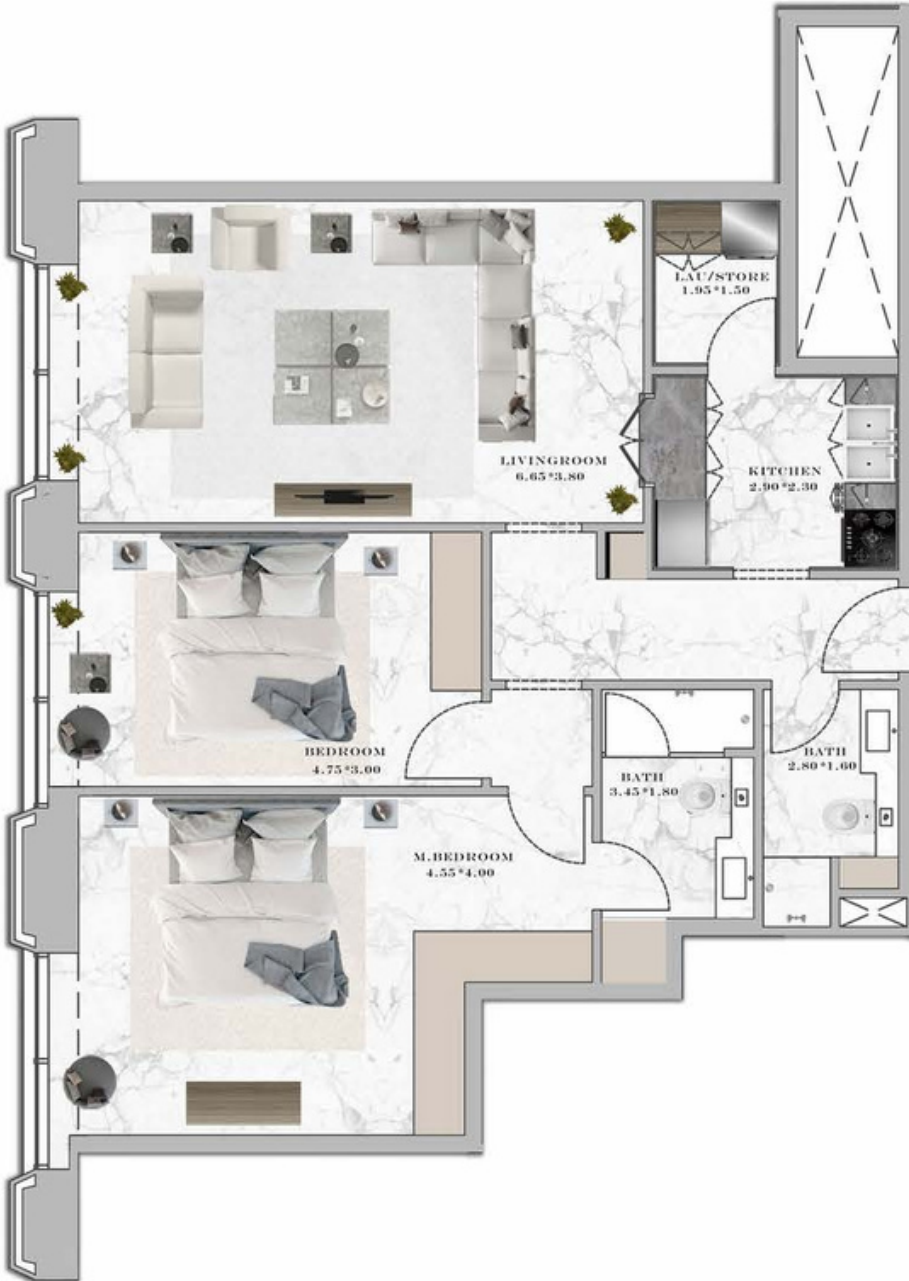 LAU/STORE
1.95*1.50
LIVINGROOM
6.65*3.80
KITCHEN
2.90*2.30
BEDROOM
4.75*3.00
BATH
2.80*1.60
BATH
3.45*1.80
M.BEDROOM
4.55*4.00